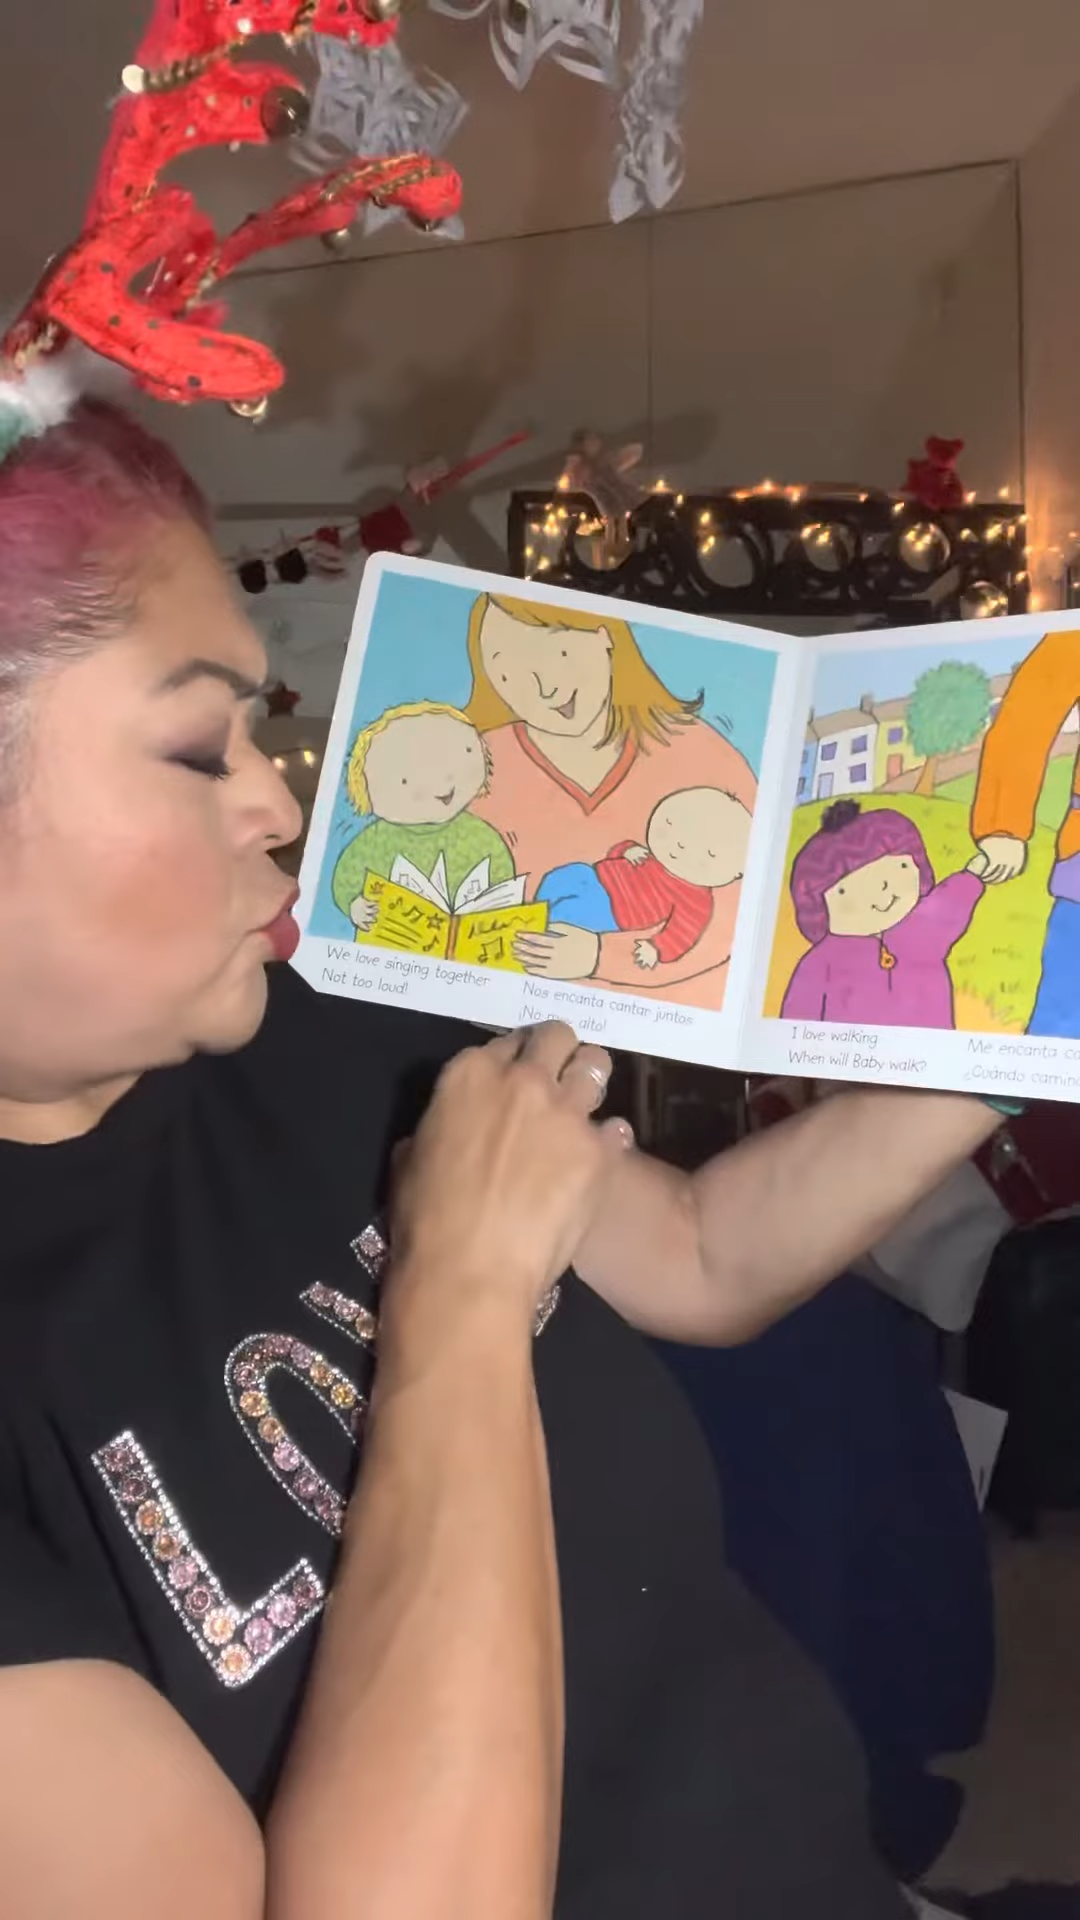 We love singing together
Not too loud!
Nos encanta cantar juntos
¡No alto!
I love walking
When will Baby walk?
Me encanta
¿Cuándo